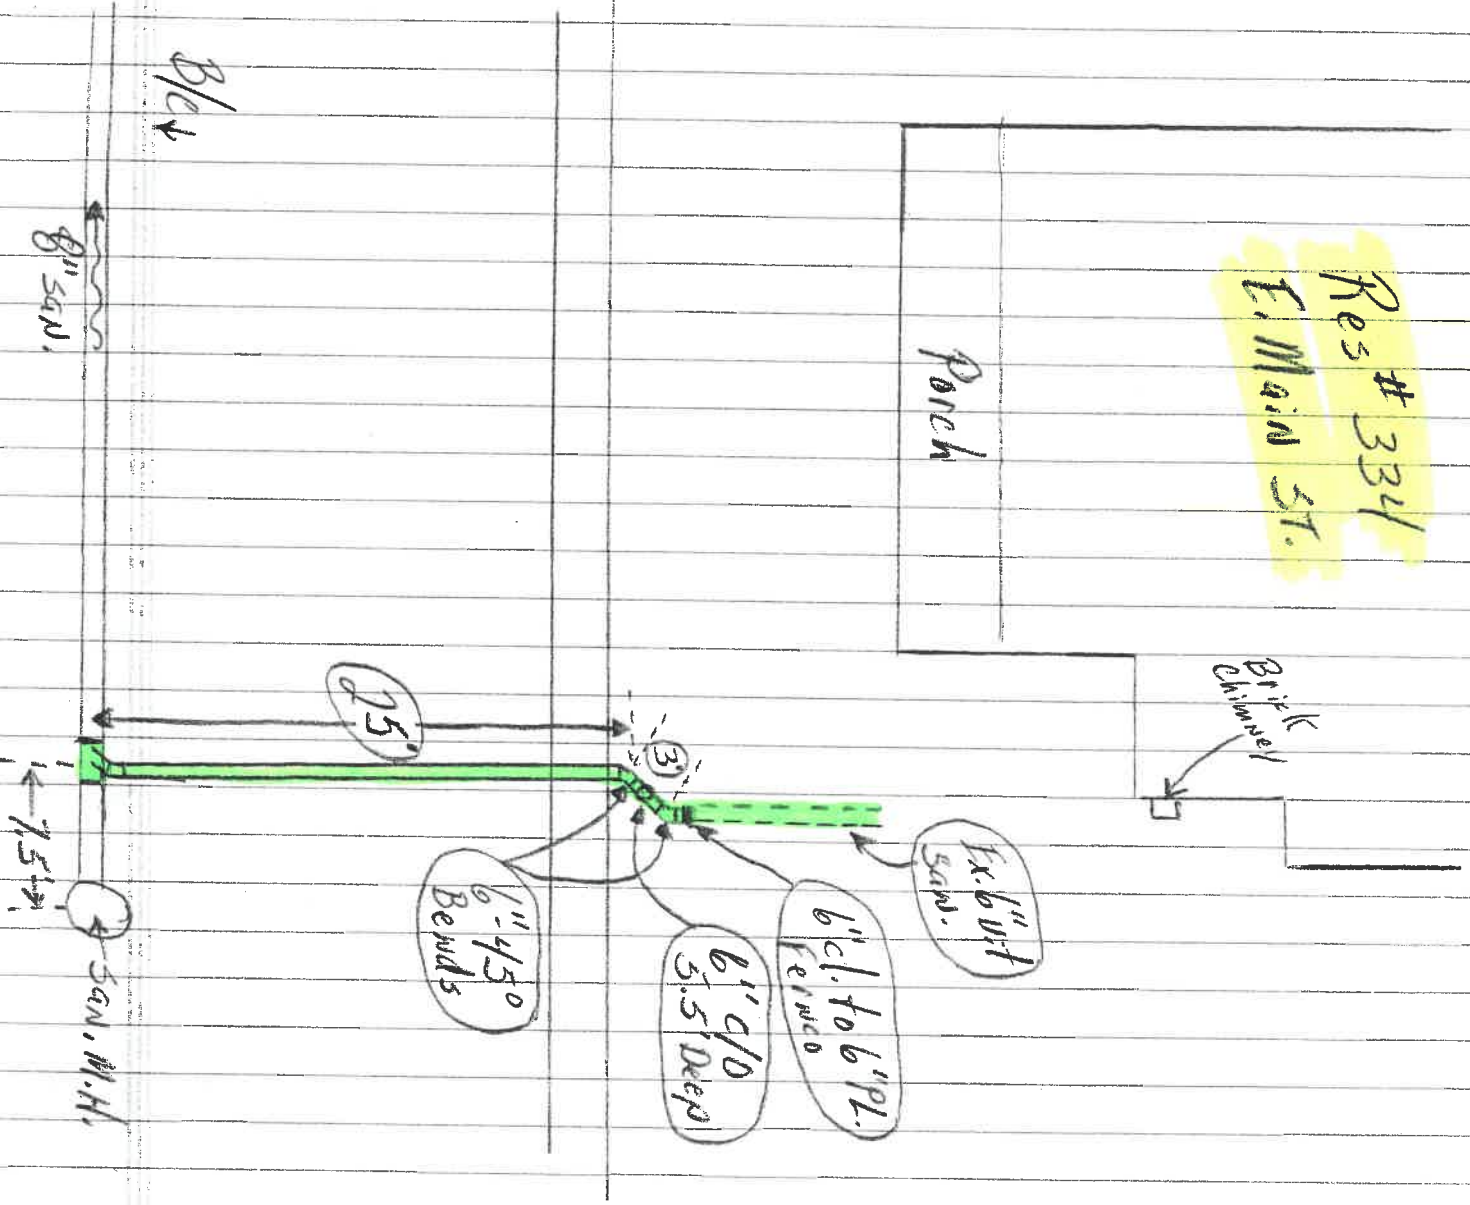 Res # 334
E. Main St.
Porch
Brick
Chimney
B/C
8" San.
25'
3'
Ex. 6" Vit
San.
6" cl. to 6" PL.
Fernco
6" c/o
5.5' Deep
6"-45°
Bends
7.5'
San. M.H.